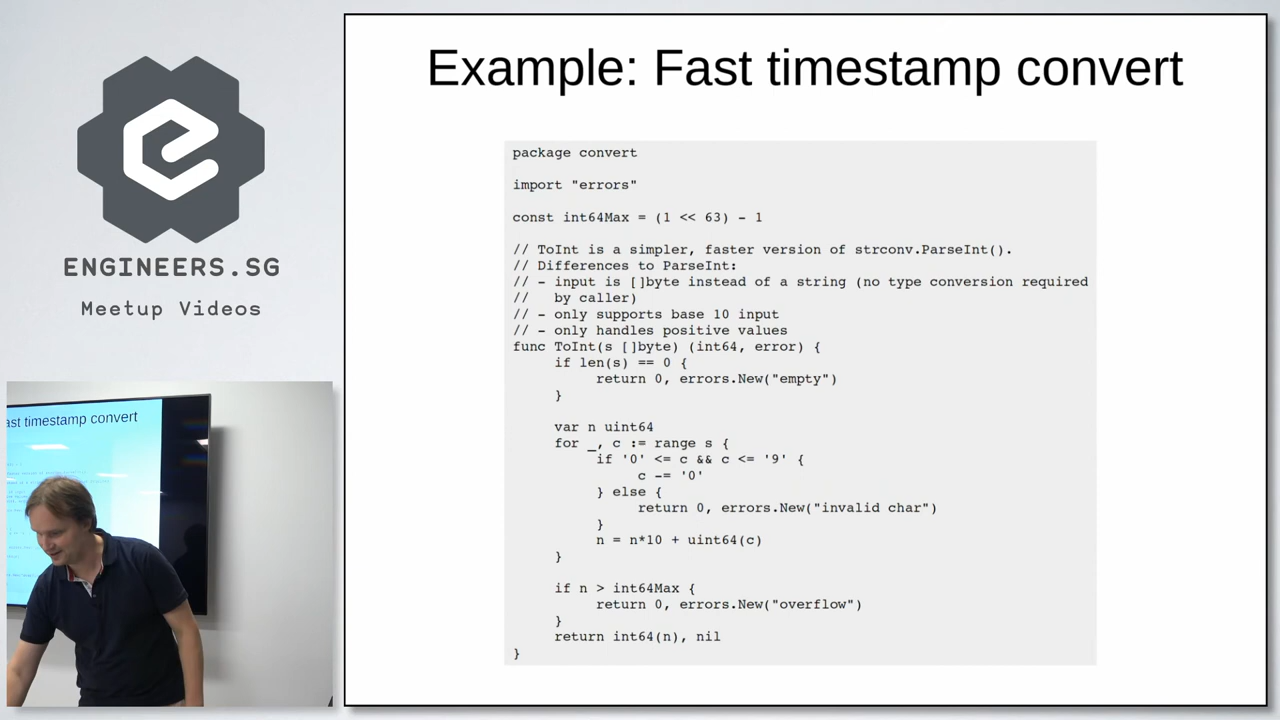 ENGINEERS.SG
Meetup Videos
ast timestamp convert
Example: Fast timestamp convert
package convert
import "errors"
const int64Max = (1 << 63) - 1
// ToInt is a simpler, faster version of strconv.ParseInt().
// Differences to ParseInt:
// - input is []byte instead of a string (no type conversion required
//   by caller)
// - only supports base 10 input
// - only handles positive values
func ToInt(s []byte) (int64, error) {
     if len(s) == 0 {
          return 0, errors.New("empty")
     }
     var n uint64
     for _, c := range s {
          if '0' <= c && c <= '9' {
               c -= '0'
          } else {
               return 0, errors.New("invalid char")
          }
          n = n*10 + uint64(c)
     }
     if n > int64Max {
          return 0, errors.New("overflow")
     }
     return int64(n), nil
}